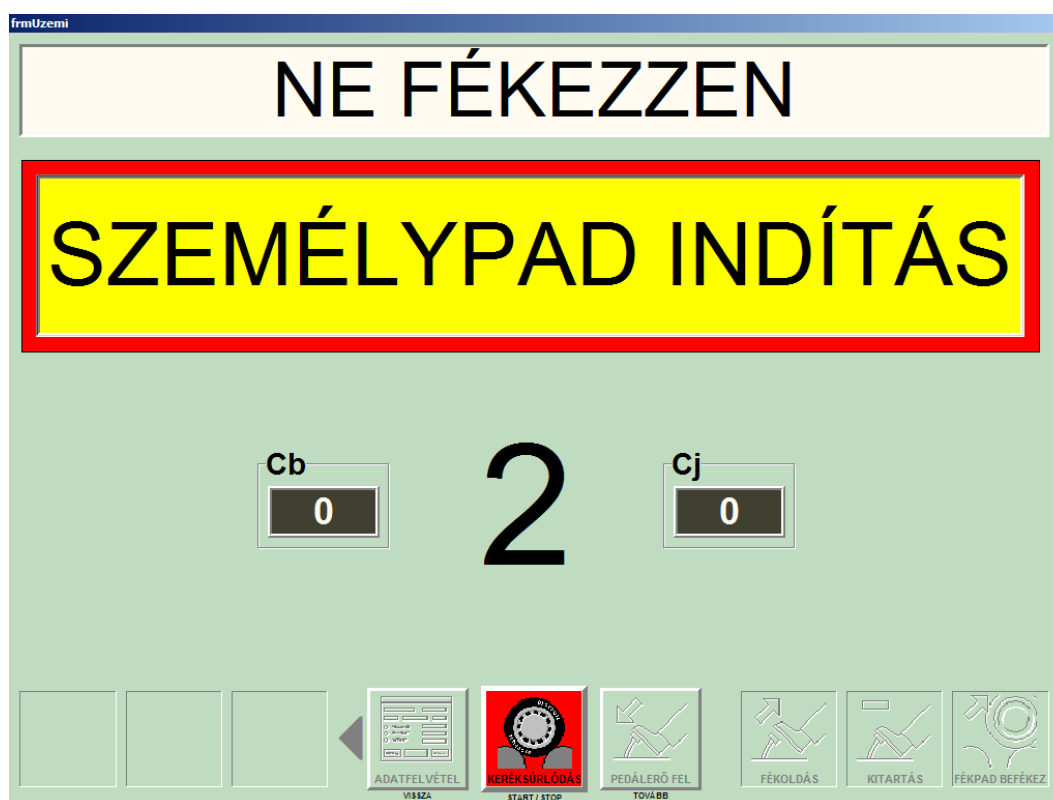 frmUzemi
NE FÉKEZZEN
SZEMÉLYPAD INDÍTÁS
Cb
0
2
Cj
0
ADATFELVÉTEL
VISSZA
KERÉKSÚRLÓDÁS
START / STOP
PEDÁLERŐ FEL
TOVÁBB
FÉKOLDÁS
KITARTÁS
FÉKPAD BEFÉKEZ